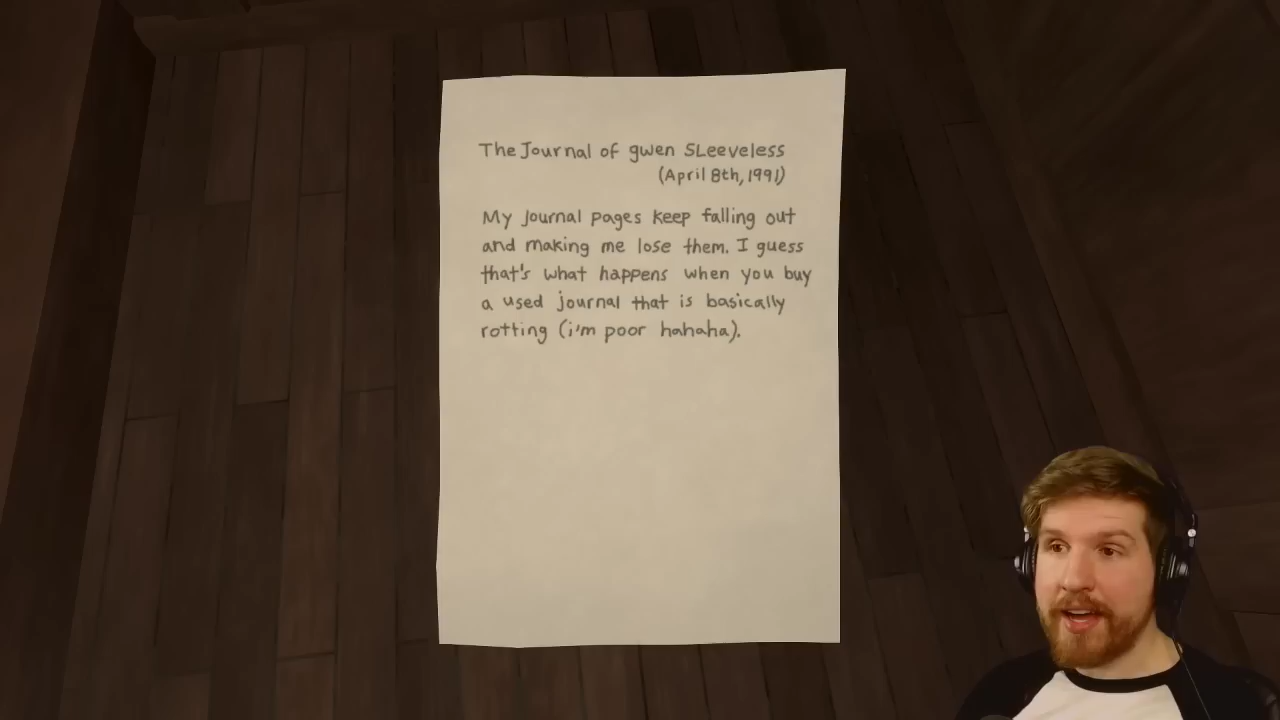 The Journal of gwen SLeeveless
(April 8th, 1991)
My journal pages keep falling out
and making me lose them. I guess
that's what happens when you buy
a used journal that is basically
rotting (i'm poor hahaha).